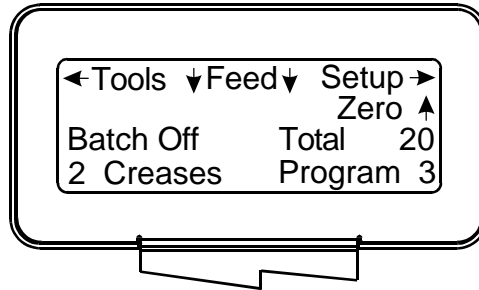 ←Tools ↓Feed↓ Setup→
Zero ↑
Batch Off Total 20
2 Creases Program 3